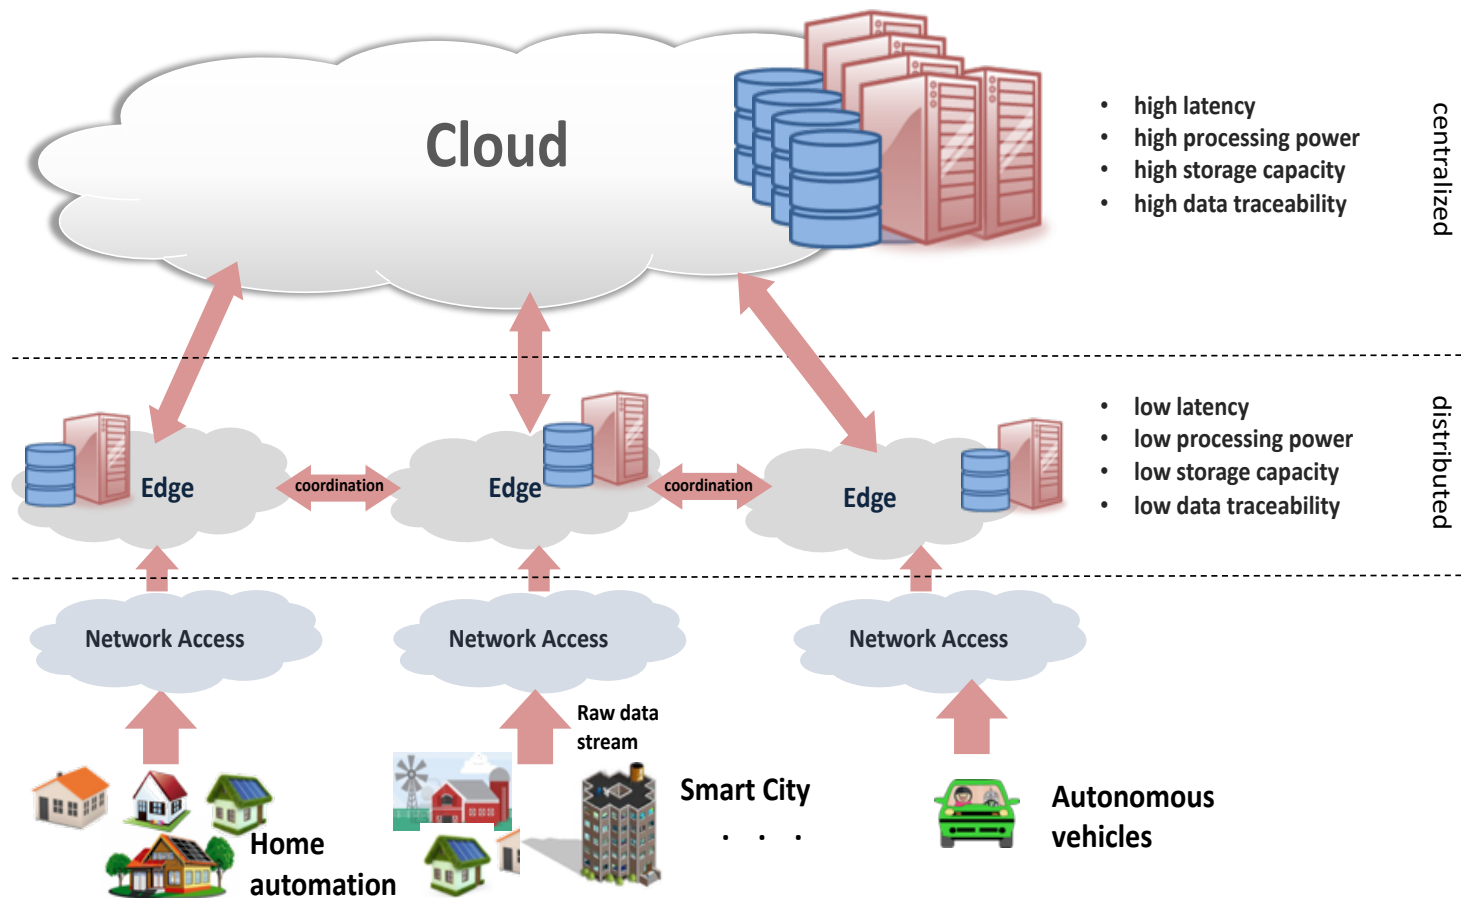 Cloud
• high latency
• high processing power
• high storage capacity
• high data traceability
centralized
Edge
coordination
Edge
coordination
Edge
• low latency
• low processing power
• low storage capacity
• low data traceability
distributed
Network Access
Network Access
Network Access
Raw data
stream
Home
automation
Smart City
. . .
Autonomous
vehicles